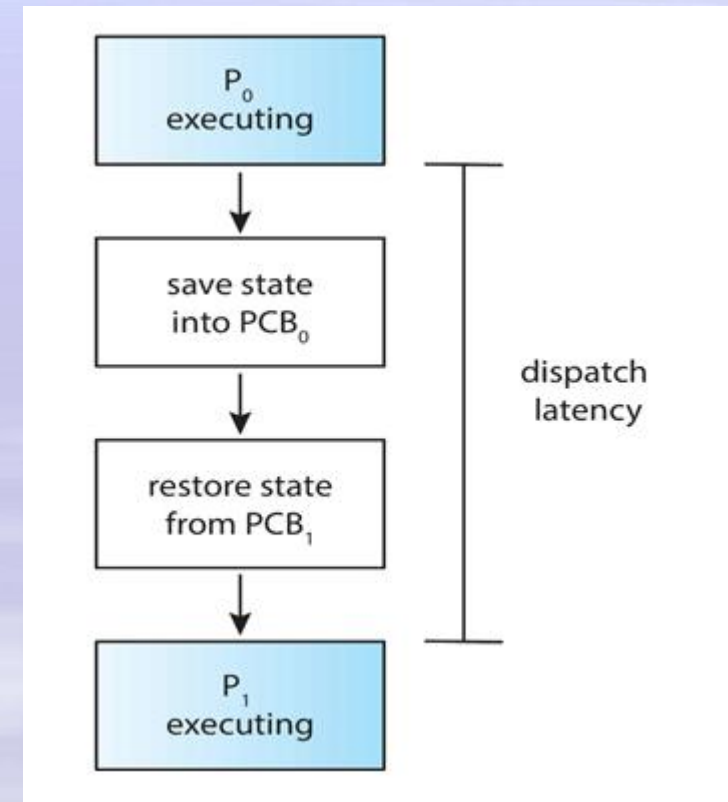 P₀
executing
save state
into PCB₀
restore state
from PCB₁
P₁
executing
dispatch
latency